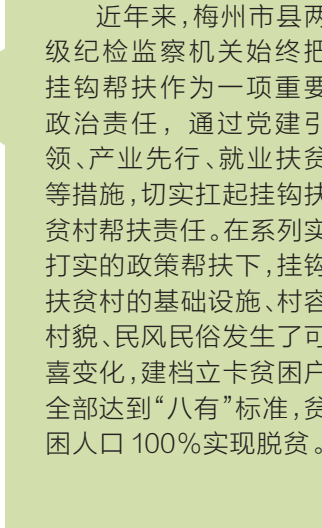 近年来，梅州市县两
级纪检监察机关始终把
挂钩帮扶作为一项重要
政治责任，通过党建引
领、产业先行、就业扶贫
等措施，切实扛起挂钩扶
贫村帮扶责任。在系列实
打实的政策帮扶下，挂钩
扶贫村的基础设施、村容
村貌、民风民俗发生了可
喜变化，建档立卡贫困户
全部达到“八有”标准，贫
困人口100%实现脱贫。